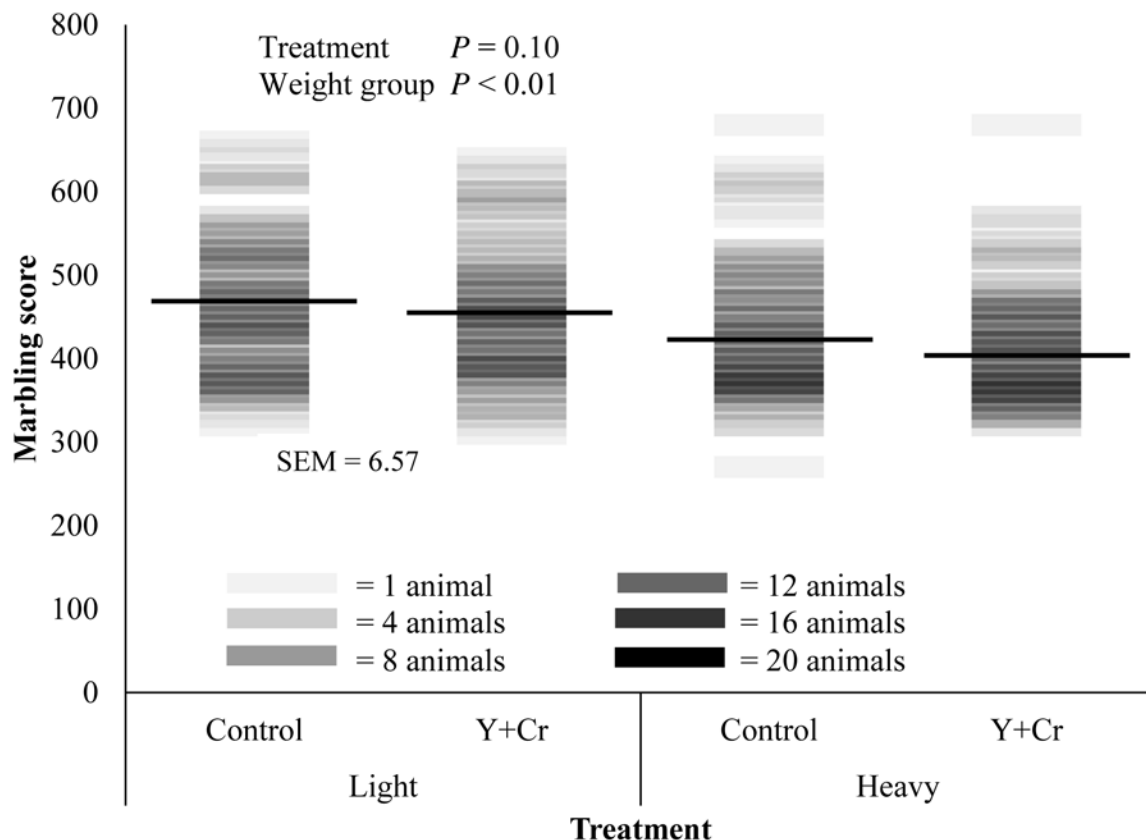 800
Treatment P = 0.10
Weight group P < 0.01
700
600
500
Marbling score
400
300
SEM = 6.57
200
= 1 animal = 12 animals
100
= 4 animals = 16 animals
= 8 animals = 20 animals
0
Control Y+Cr Control Y+Cr
Light Heavy
Treatment